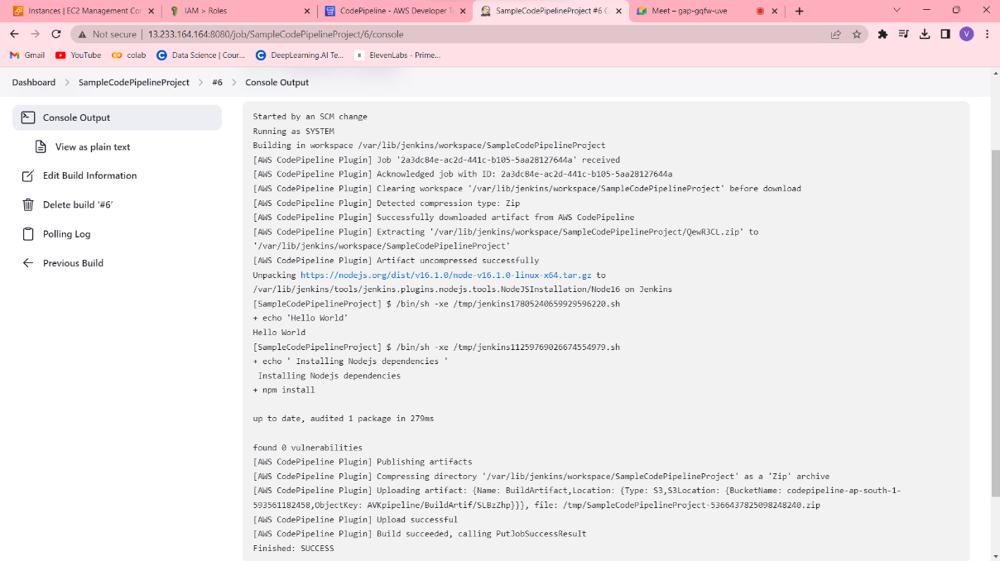 Instances | EC2 Management Con
IAM > Roles
CodePipeline - AWS Developer To
SampleCodePipelineProject #6 C
Meet – gap-gqfw-uve
Not secure
13.233.164.164:8080/job/SampleCodePipelineProject/6/console
V
Gmail
YouTube
colab
Data Science | Cour...
DeepLearning.AI Te...
ElevenLabs - Prime...
Dashboard
SampleCodePipelineProject
#6
Console Output
Console Output
View as plain text
Edit Build Information
Delete build ‘#6’
Polling Log
Previous Build
Started by an SCM change
Running as SYSTEM
Building in workspace /var/lib/jenkins/workspace/SampleCodePipelineProject
[AWS CodePipeline Plugin] Job '2a3dc84e-ac2d-441c-b105-5aa28127644a' received
[AWS CodePipeline Plugin] Acknowledged job with ID: 2a3dc84e-ac2d-441c-b105-5aa28127644a
[AWS CodePipeline Plugin] Clearing workspace '/var/lib/jenkins/workspace/SampleCodePipelineProject' before download
[AWS CodePipeline Plugin] Detected compression type: Zip
[AWS CodePipeline Plugin] Successfully downloaded artifact from AWS CodePipeline
[AWS CodePipeline Plugin] Extracting '/var/lib/jenkins/workspace/SampleCodePipelineProject/QewR3CL.zip' to
'/var/lib/jenkins/workspace/SampleCodePipelineProject'
[AWS CodePipeline Plugin] Artifact uncompressed successfully
Unpacking https://nodejs.org/dist/v16.1.0/node-v16.1.0-linux-x64.tar.gz to
/var/lib/jenkins/tools/jenkins.plugins.nodejs.tools.NodeJSInstallation/Node16 on Jenkins
[SampleCodePipelineProject] $ /bin/sh -xe /tmp/jenkins17805240659929596220.sh
+ echo 'Hello World'
Hello World
[SampleCodePipelineProject] $ /bin/sh -xe /tmp/jenkins11259769026674554979.sh
+ echo ' Installing Nodejs dependencies '
Installing Nodejs dependencies
+ npm install
up to date, audited 1 package in 279ms
found 0 vulnerabilities
[AWS CodePipeline Plugin] Publishing artifacts
[AWS CodePipeline Plugin] Compressing directory '/var/lib/jenkins/workspace/SampleCodePipelineProject' as a 'Zip' archive
[AWS CodePipeline Plugin] Uploading artifact: {Name: BuildArtifact,Location: {Type: S3,S3Location: {BucketName: codepipeline-ap-south-1-
593561182458,ObjectKey: AVKpipeline/BuildArtif/SLBzZhp}}}, file: /tmp/SampleCodePipelineProject-5366437825098248240.zip
[AWS CodePipeline Plugin] Upload successful
[AWS CodePipeline Plugin] Build succeeded, calling PutJobSuccessResult
Finished: SUCCESS